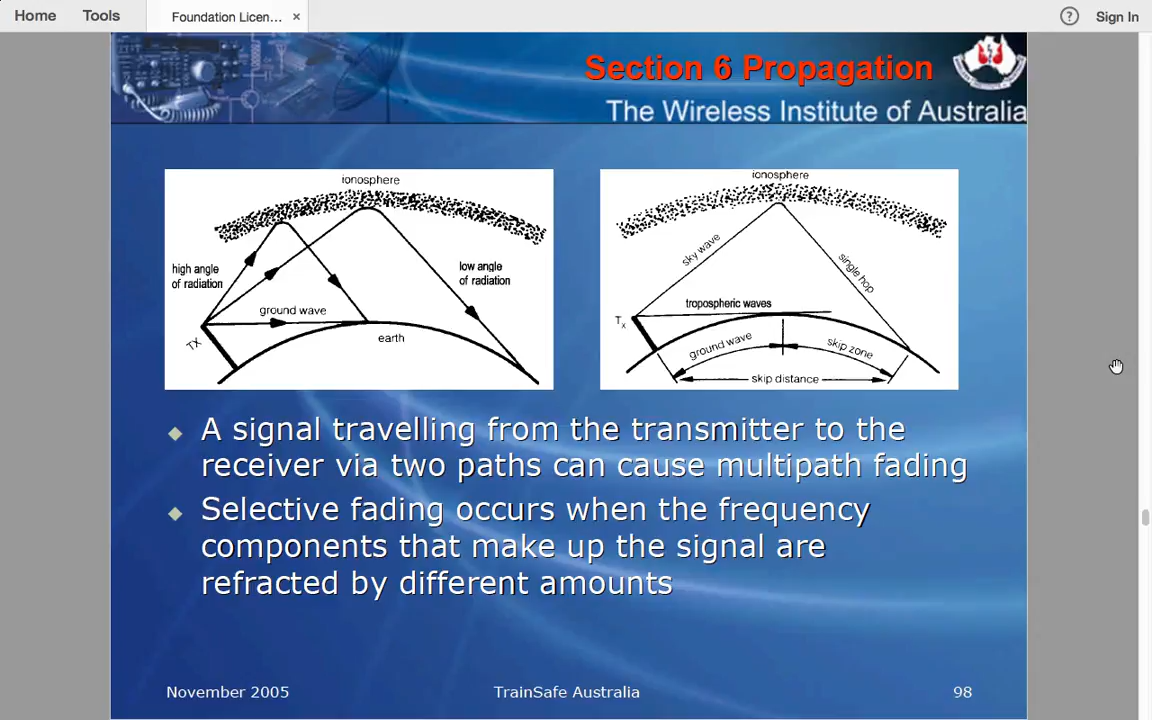 Home
Tools
Foundation Licen... ×
?
Sign In
Section 6 Propagation
The Wireless Institute of Australia
ionosphere
high angle
of radiation
low angle
of radiation
ground wave
TX
earth
ionosphere
sky wave
single hop
tropospheric waves
TX
ground wave
skip zone
skip distance
A signal travelling from the transmitter to the
receiver via two paths can cause multipath fading
Selective fading occurs when the frequency
components that make up the signal are
refracted by different amounts
November 2005
TrainSafe Australia
98